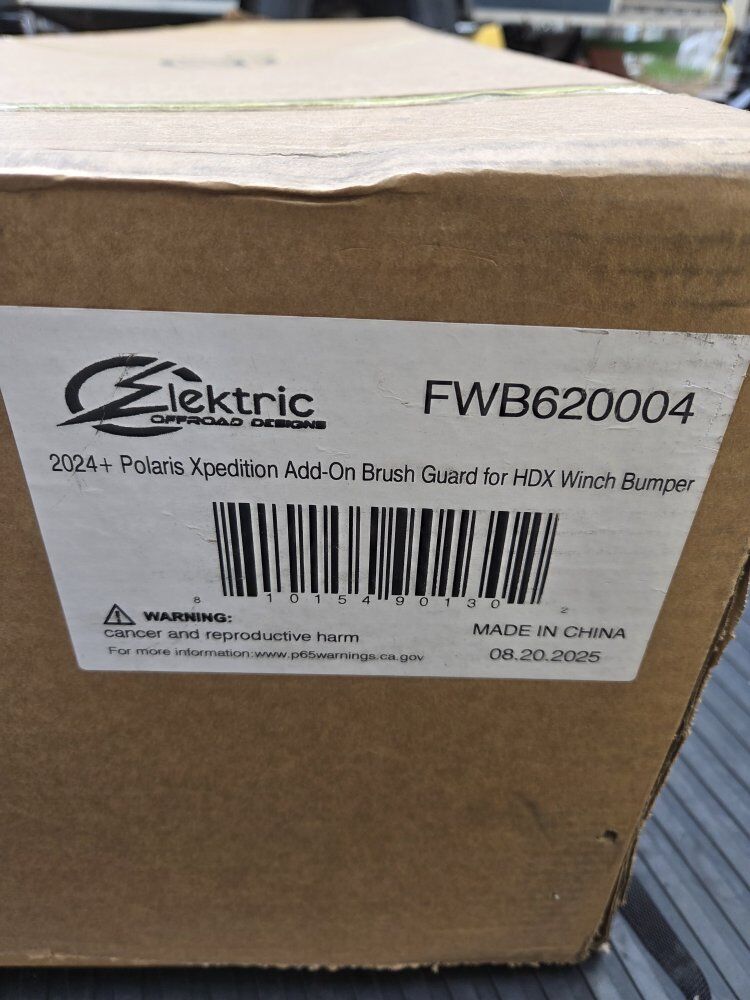 Elektric
OFFROAD DESIGNS
FWB620004
2024+ Polaris Xpedition Add-On Brush Guard for HDX Winch Bumper
8 10154 90130 2
WARNING:
cancer and reproductive harm
For more information:www.p65warnings.ca.gov
MADE IN CHINA
08.20.2025